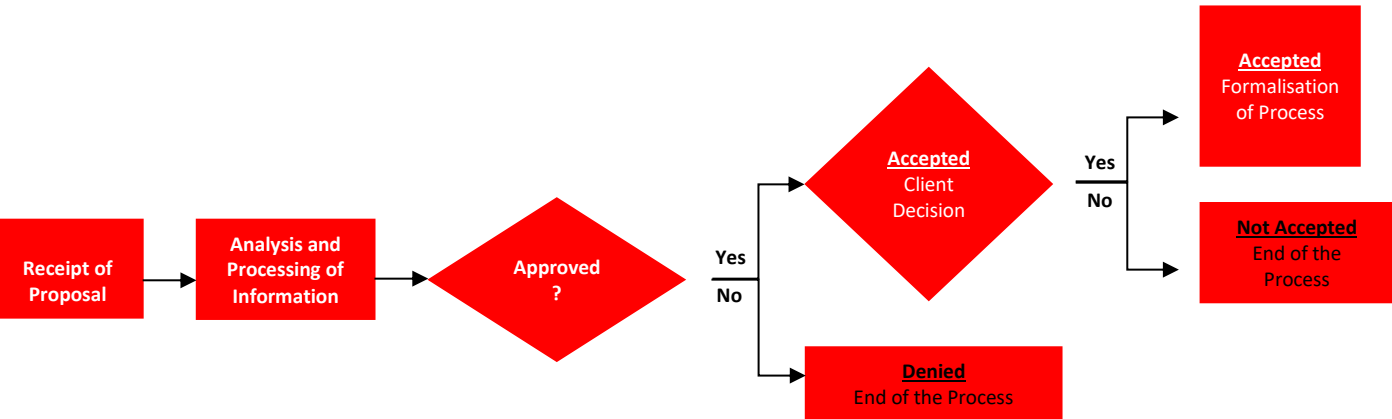 Receipt of
Proposal
Analysis and
Processing of
Information
Approved
?
Yes
No
Accepted
Client
Decision
Denied
End of the Process
Yes
No
Accepted
Formalisation
of Process
Not Accepted
End of the
Process